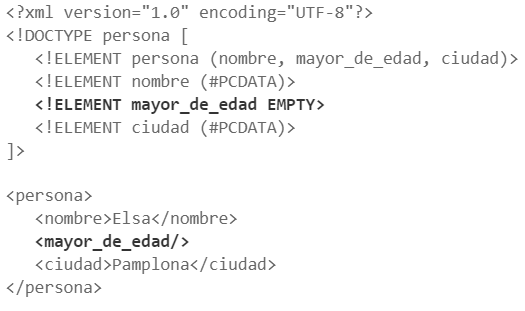 <?xml version="1.0" encoding="UTF-8"?>
<!DOCTYPE persona [
   <!ELEMENT persona (nombre, mayor_de_edad, ciudad)>
   <!ELEMENT nombre (#PCDATA)>
   <!ELEMENT mayor_de_edad EMPTY>
   <!ELEMENT ciudad (#PCDATA)>
]>

<persona>
   <nombre>Elsa</nombre>
   <mayor_de_edad/>
   <ciudad>Pamplona</ciudad>
</persona>